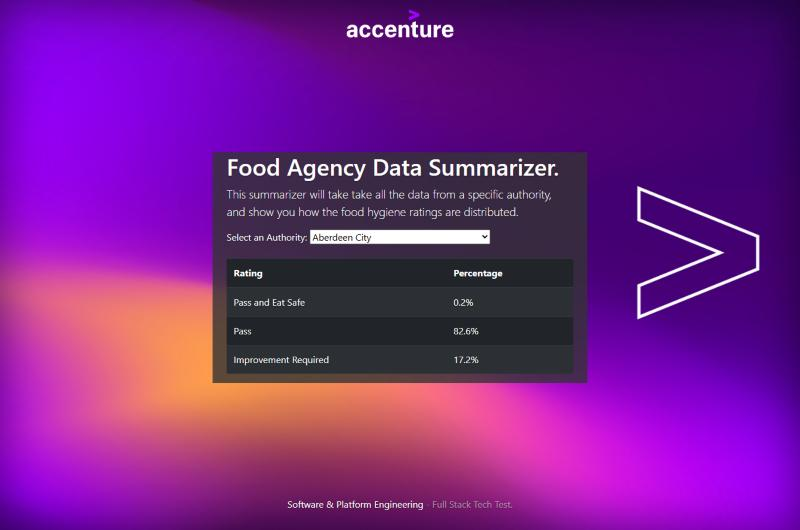 accenture
Food Agency Data Summarizer.
This summarizer will take take all the data from a specific authority,
and show you how the food hygiene ratings are distributed.
Select an Authority: Aberdeen City
Rating Percentage
Pass and Eat Safe 0.2%
Pass 82.6%
Improvement Required 17.2%
Software & Platform Engineering - Full Stack Tech Test.